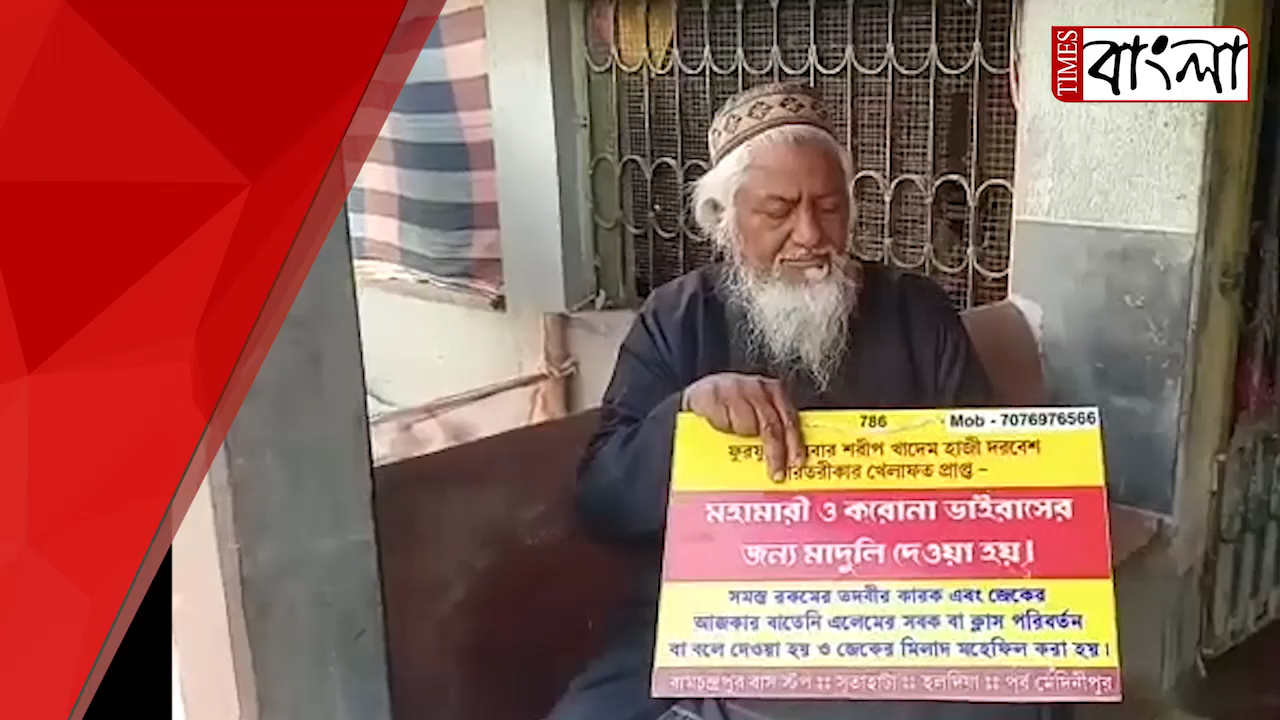 TIMES বাংলা
786 Mob - 7076976566
শরীপ খাদেম হাজী দরবেশ
খেলাফত প্রাপ্ত -
মহামারী ও করোনা ভাইরাসের
জন্য মাদুলি দেওয়া হয়।
সমস্ত রকমের তদবীর কারক এবং জেকের
আজকার বাতেনি এলেমের সবক বা ক্লাস পরিবর্তন
বা বলে দেওয়া হয় ও জেকের মিলাদ মহেফিল করা হয়।
রামচন্দ্রপুর বাস স্টপ :: সুতাহাটা :: হলদিয়া :: পূর্ব মেদিনীপুর